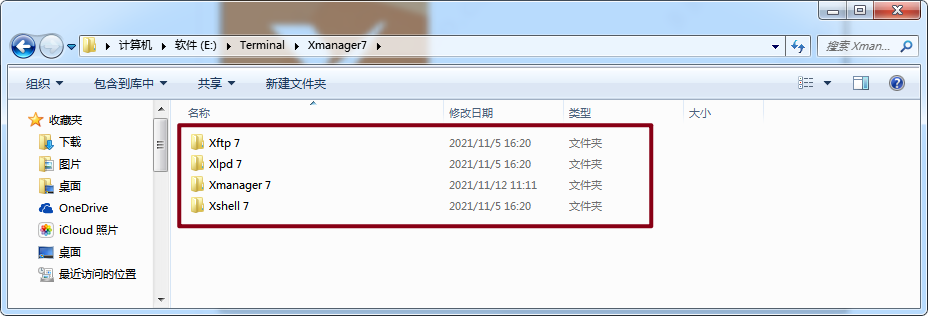 计算机 ▸ 软件 (E:) ▸ Terminal ▸ Xmanager7 ▸
搜索 Xman...
组织 包含到库中 共享 新建文件夹
名称 修改日期 类型 大小
收藏夹
下载
图片
桌面
OneDrive
iCloud 照片
桌面
最近访问的位置
Xftp 7 2021/11/5 16:20 文件夹
Xlpd 7 2021/11/5 16:20 文件夹
Xmanager 7 2021/11/12 11:11 文件夹
Xshell 7 2021/11/5 16:20 文件夹